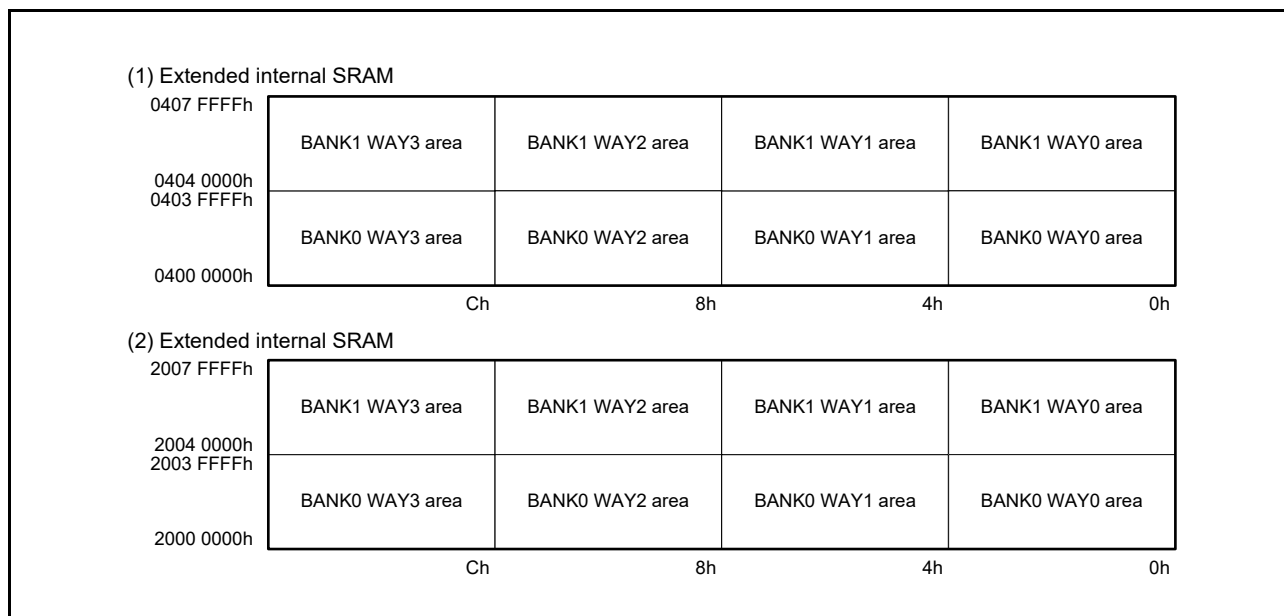 (1) Extended internal SRAM
0407 FFFFh
BANK1 WAY3 area BANK1 WAY2 area BANK1 WAY1 area BANK1 WAY0 area
0404 0000h
0403 FFFFh
BANK0 WAY3 area BANK0 WAY2 area BANK0 WAY1 area BANK0 WAY0 area
0400 0000h
Ch 8h 4h 0h
(2) Extended internal SRAM
2007 FFFFh
BANK1 WAY3 area BANK1 WAY2 area BANK1 WAY1 area BANK1 WAY0 area
2004 0000h
2003 FFFFh
BANK0 WAY3 area BANK0 WAY2 area BANK0 WAY1 area BANK0 WAY0 area
2000 0000h
Ch 8h 4h 0h